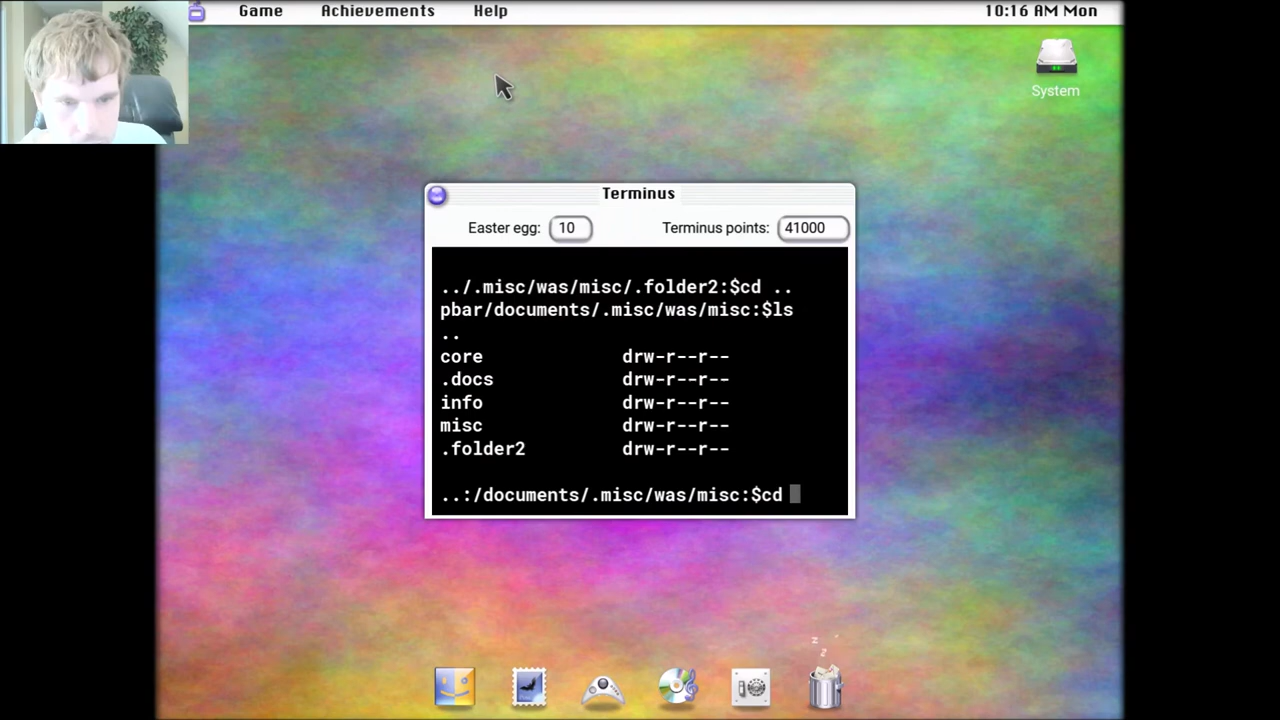 Game Achievements Help 10:16 AM Mon
System
Terminus
Easter egg: 10 Terminus points: 41000
../.misc/was/misc/.folder2:$cd ..
pbar/documents/.misc/was/misc:$ls
..
core drw-r--r--
.docs drw-r--r--
info drw-r--r--
misc drw-r--r--
.folder2 drw-r--r--
..:/documents/.misc/was/misc:$cd
z
z